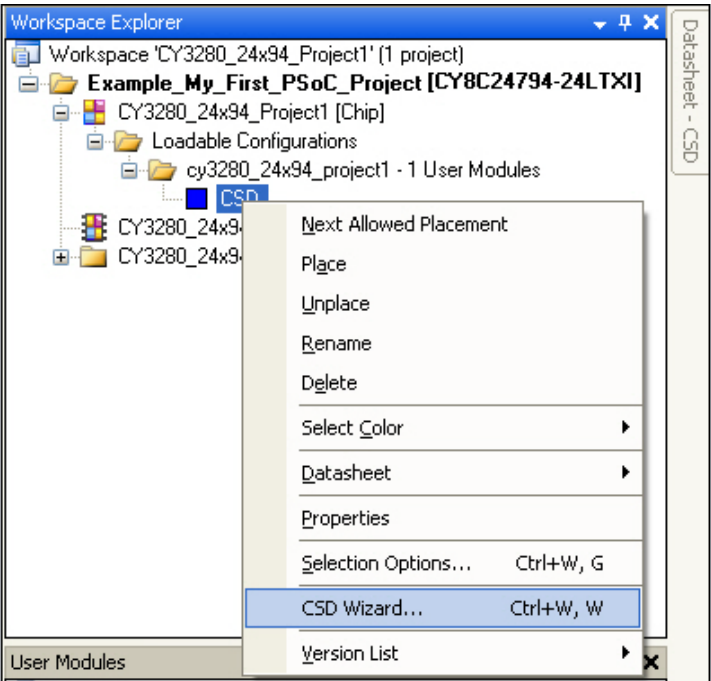 Workspace Explorer
Workspace 'CY3280_24x94_Project1' (1 project)
Example_My_First_PSoC_Project [CY8C24794-24LTXI]
CY3280_24x94_Project1 [Chip]
Loadable Configurations
cy3280_24x94_project1 - 1 User Modules
CSD
CY3280_24x9
CY3280_24x9
Next Allowed Placement
Place
Unplace
Rename
Delete
Select Color
Datasheet
Properties
Selection Options... Ctrl+W, G
CSD Wizard... Ctrl+W, W
Version List
User Modules
Datasheet - CSD